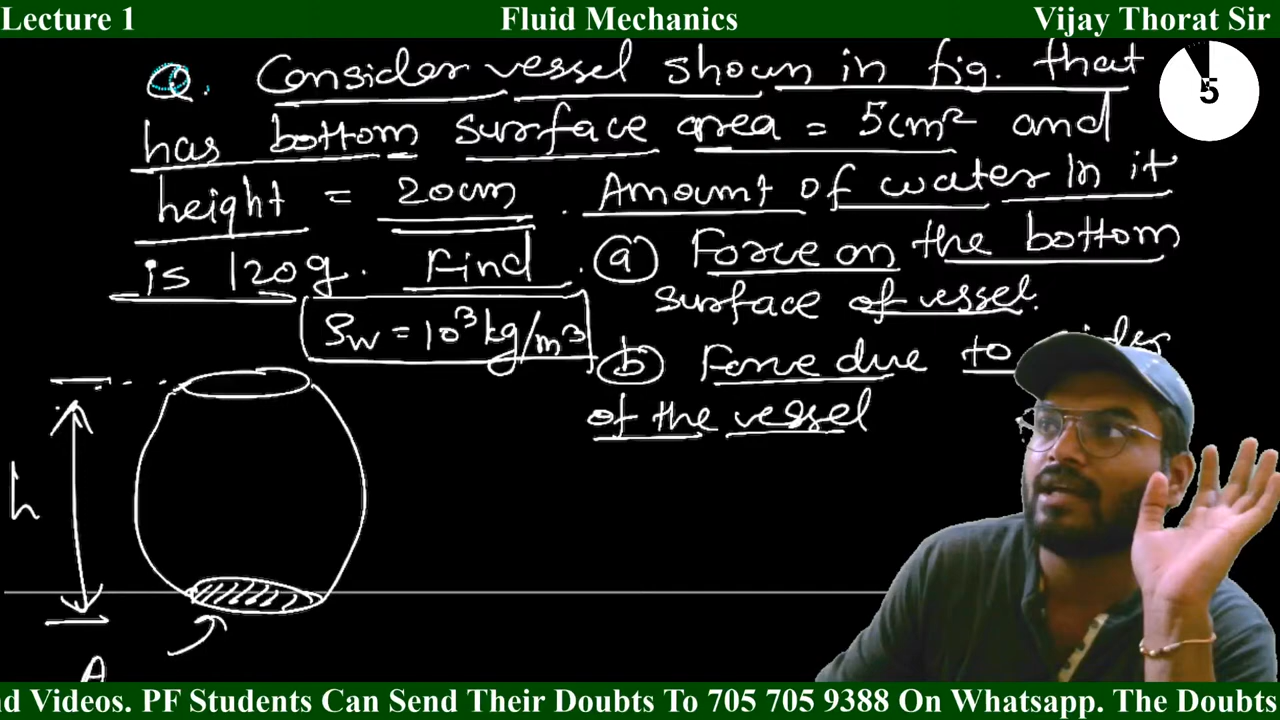 Lecture 1 Fluid Mechanics Vijay Thorat Sir
Q. Consider vessel shown in fig. that
5
has bottom surface area = 5cm² and
height = 20cm. Amount of water in it
is 120g. Find. (a) Force on the bottom
surface of vessel.
ρw = 10³ kg/m³
(b) Force due to
of the vessel
h
A
nd Videos. PF Students Can Send Their Doubts To 705 705 9388 On Whatsapp. The Doubts